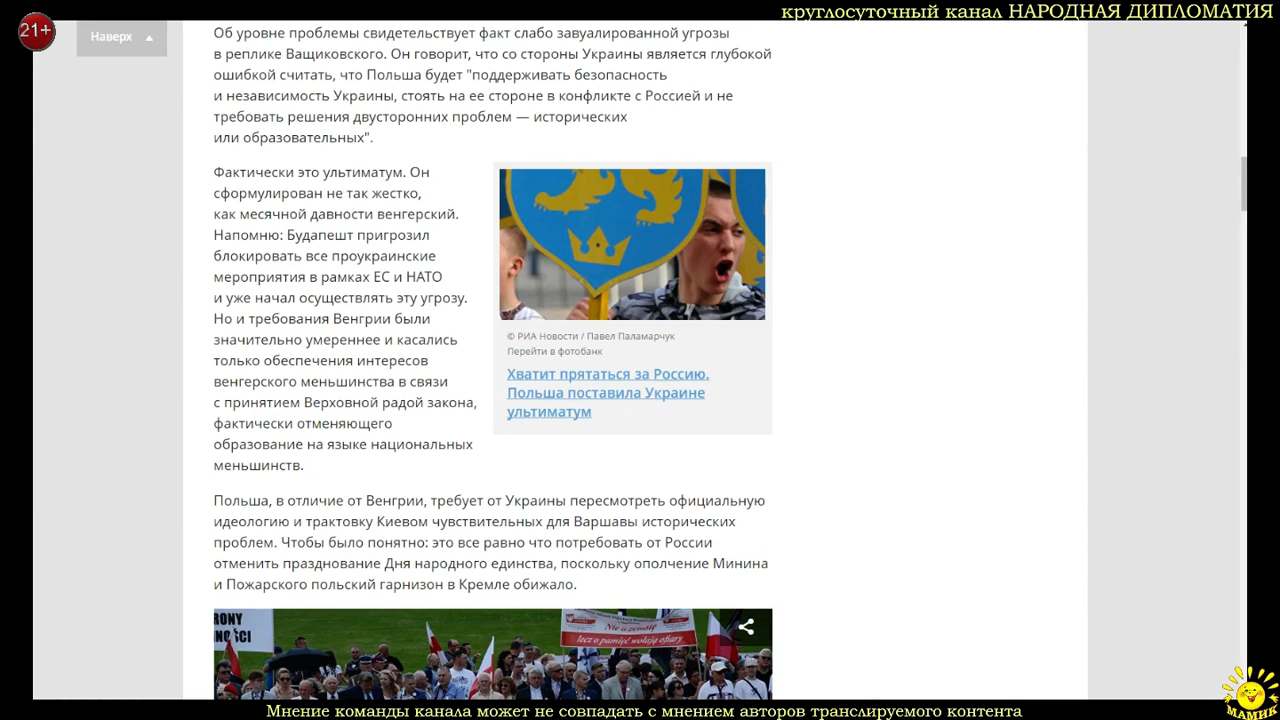 круглосуточный канал НАРОДНАЯ ДИПЛОМАТИЯ
21+
Наверх
Об уровне проблемы свидетельствует факт слабо завуалированной угрозы
в реплике Ващиковского. Он говорит, что со стороны Украины является глубокой
ошибкой считать, что Польша будет "поддерживать безопасность
и независимость Украины, стоять на ее стороне в конфликте с Россией и не
требовать решения двусторонних проблем — исторических
или образовательных".
Фактически это ультиматум. Он
сформулирован не так жестко,
как месячной давности венгерский.
Напомню: Будапешт пригрозил
блокировать все проукраинские
мероприятия в рамках ЕС и НАТО
и уже начал осуществлять эту угрозу.
Но и требования Венгрии были
значительно умереннее и касались
только обеспечения интересов
венгерского меньшинства в связи
с принятием Верховной радой закона,
фактически отменяющего
образование на языке национальных
меньшинств.
© РИА Новости / Павел Паламарчук
Перейти в фотобанк
Хватит прятаться за Россию.
Польша поставила Украине
ультиматум
Польша, в отличие от Венгрии, требует от Украины пересмотреть официальную
идеологию и трактовку Киевом чувствительных для Варшавы исторических
проблем. Чтобы было понятно: это все равно что потребовать от России
отменить празднование Дня народного единства, поскольку ополчение Минина
и Пожарского польский гарнизон в Кремле обижало.
Nie o zemstę
lecz o pamięć wołają ofiary
МАМИК
Мнение команды канала может не совпадать с мнением авторов транслируемого контента